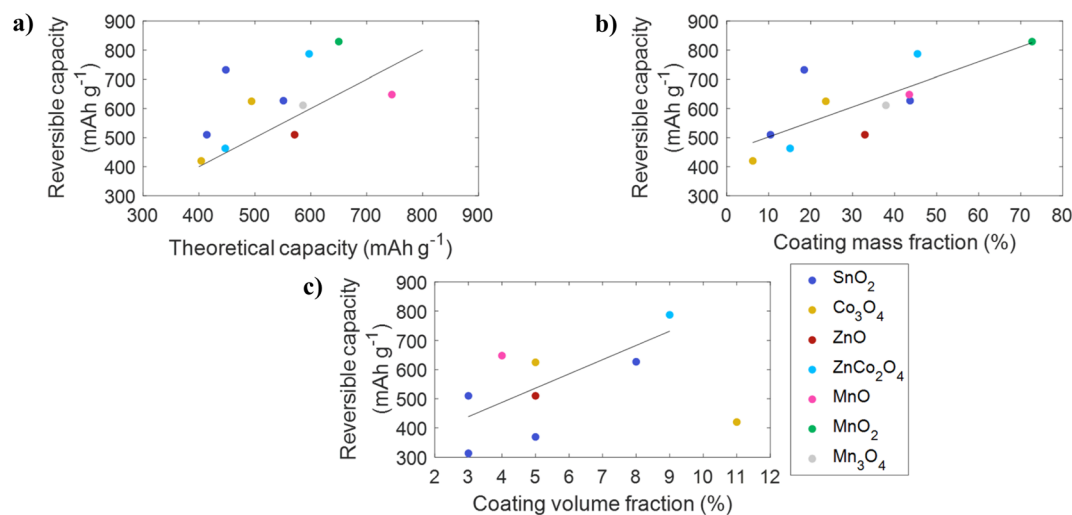 a)
Reversible capacity
(mAh g⁻¹)
900
800
700
600
500
400
300
300 400 500 600 700 800 900
Theoretical capacity (mAh g⁻¹)
b)
Reversible capacity
(mAh g⁻¹)
900
800
700
600
500
400
300
0 10 20 30 40 50 60 70 80
Coating mass fraction (%)
c)
Reversible capacity
(mAh g⁻¹)
900
800
700
600
500
400
300
2 3 4 5 6 7 8 9 10 11 12
Coating volume fraction (%)
SnO₂
Co₃O₄
ZnO
ZnCo₂O₄
MnO
MnO₂
Mn₃O₄